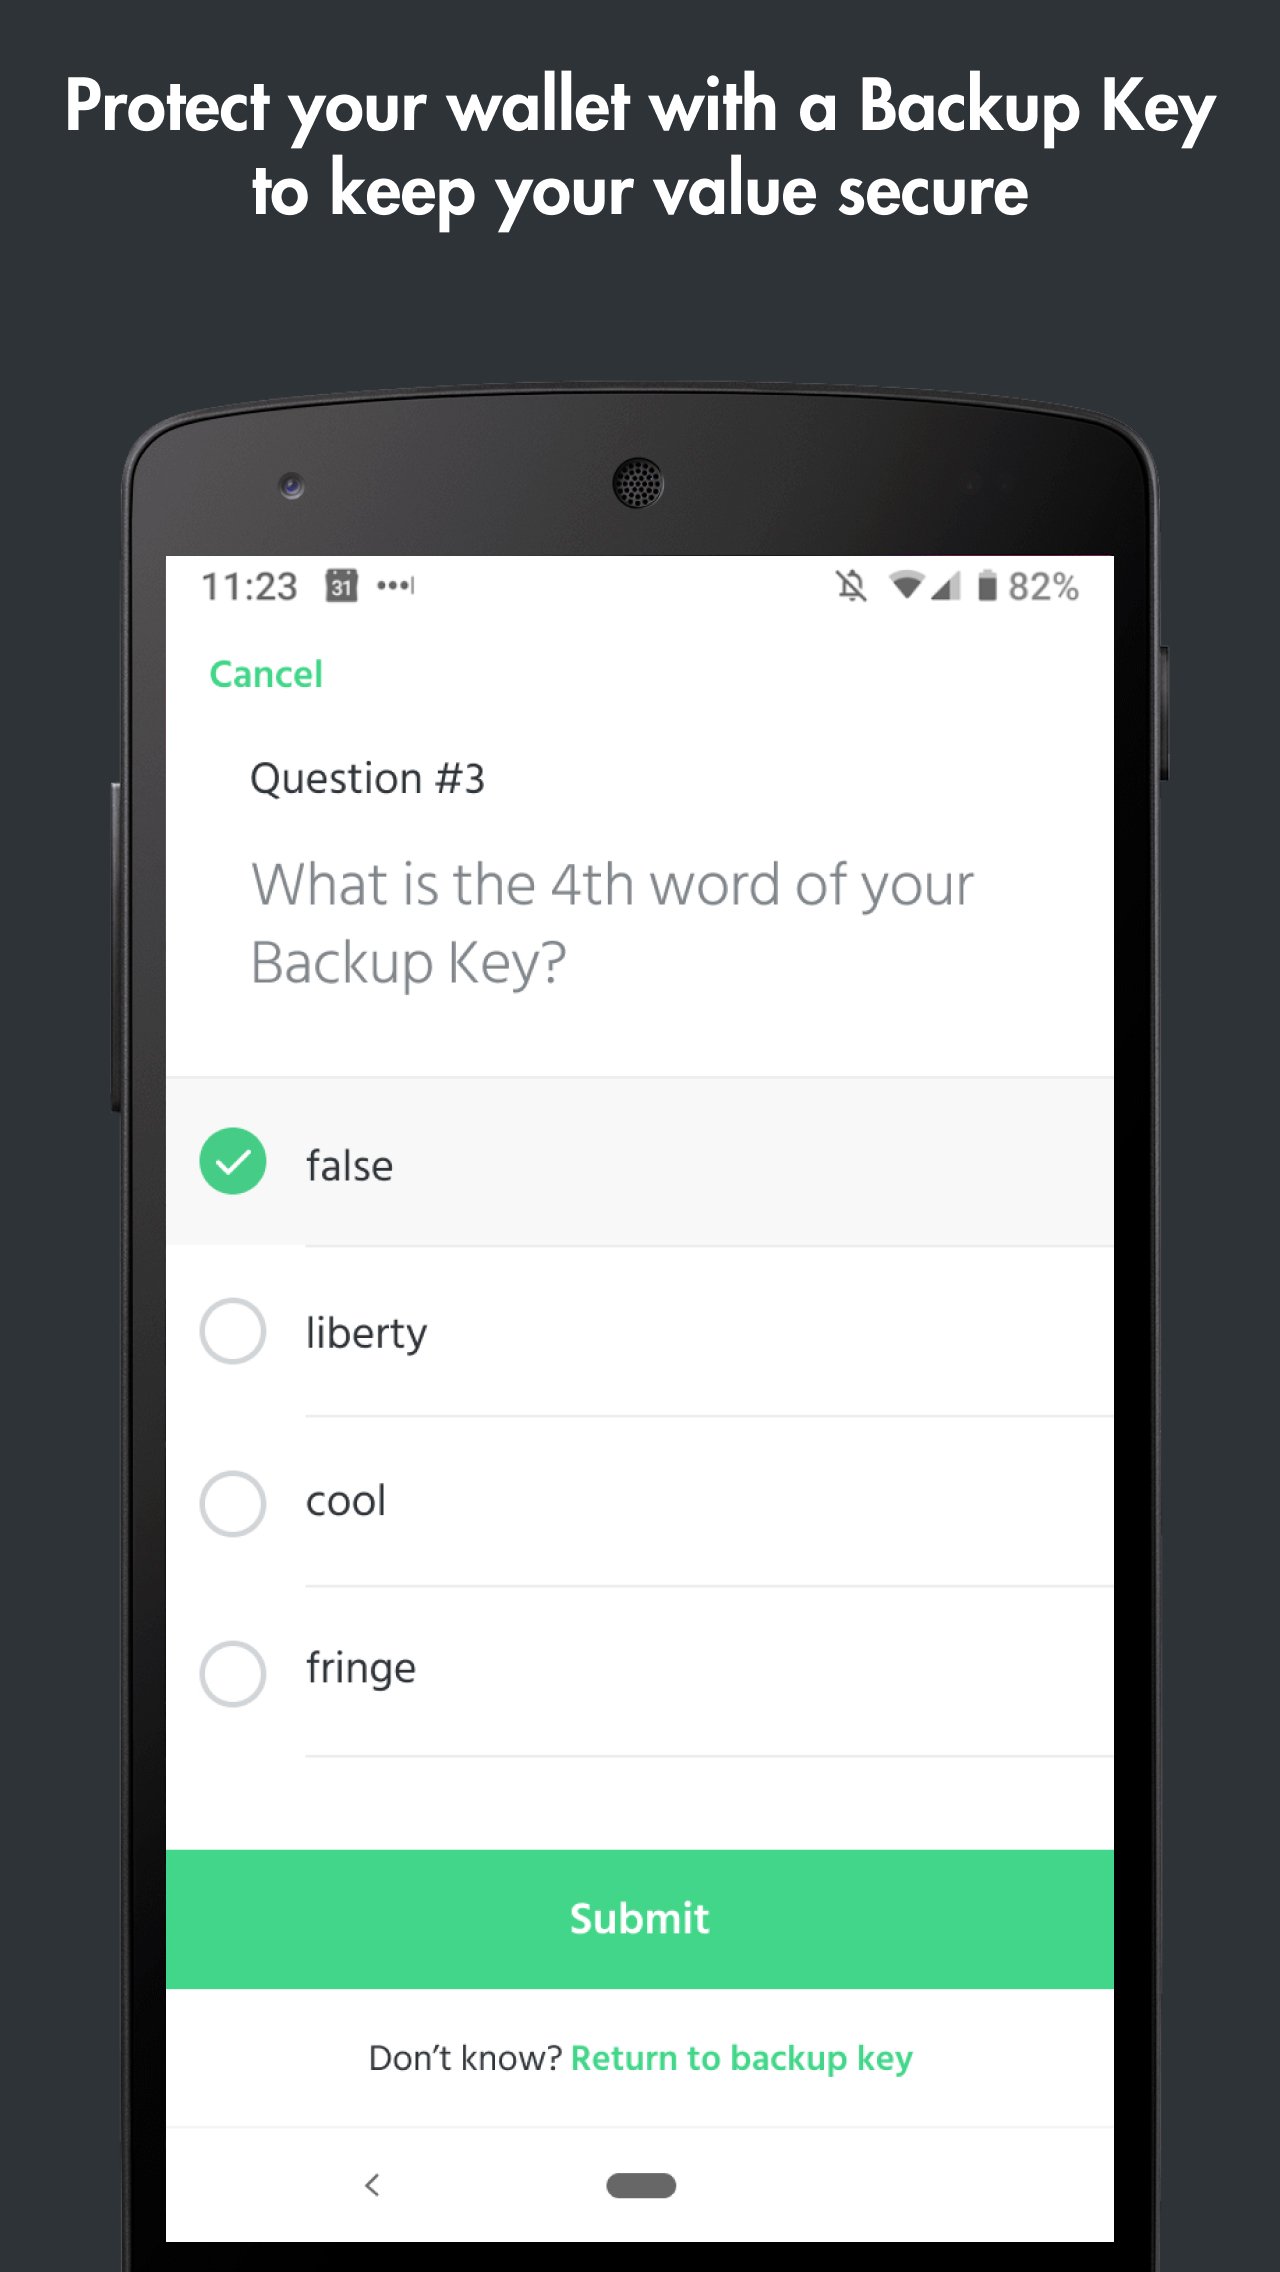 Protect your wallet with a Backup Key
to keep your value secure
11:23 31 82%
Cancel
Question #3
What is the 4th word of your
Backup Key?
false
liberty
cool
fringe
Submit
Don’t know? Return to backup key